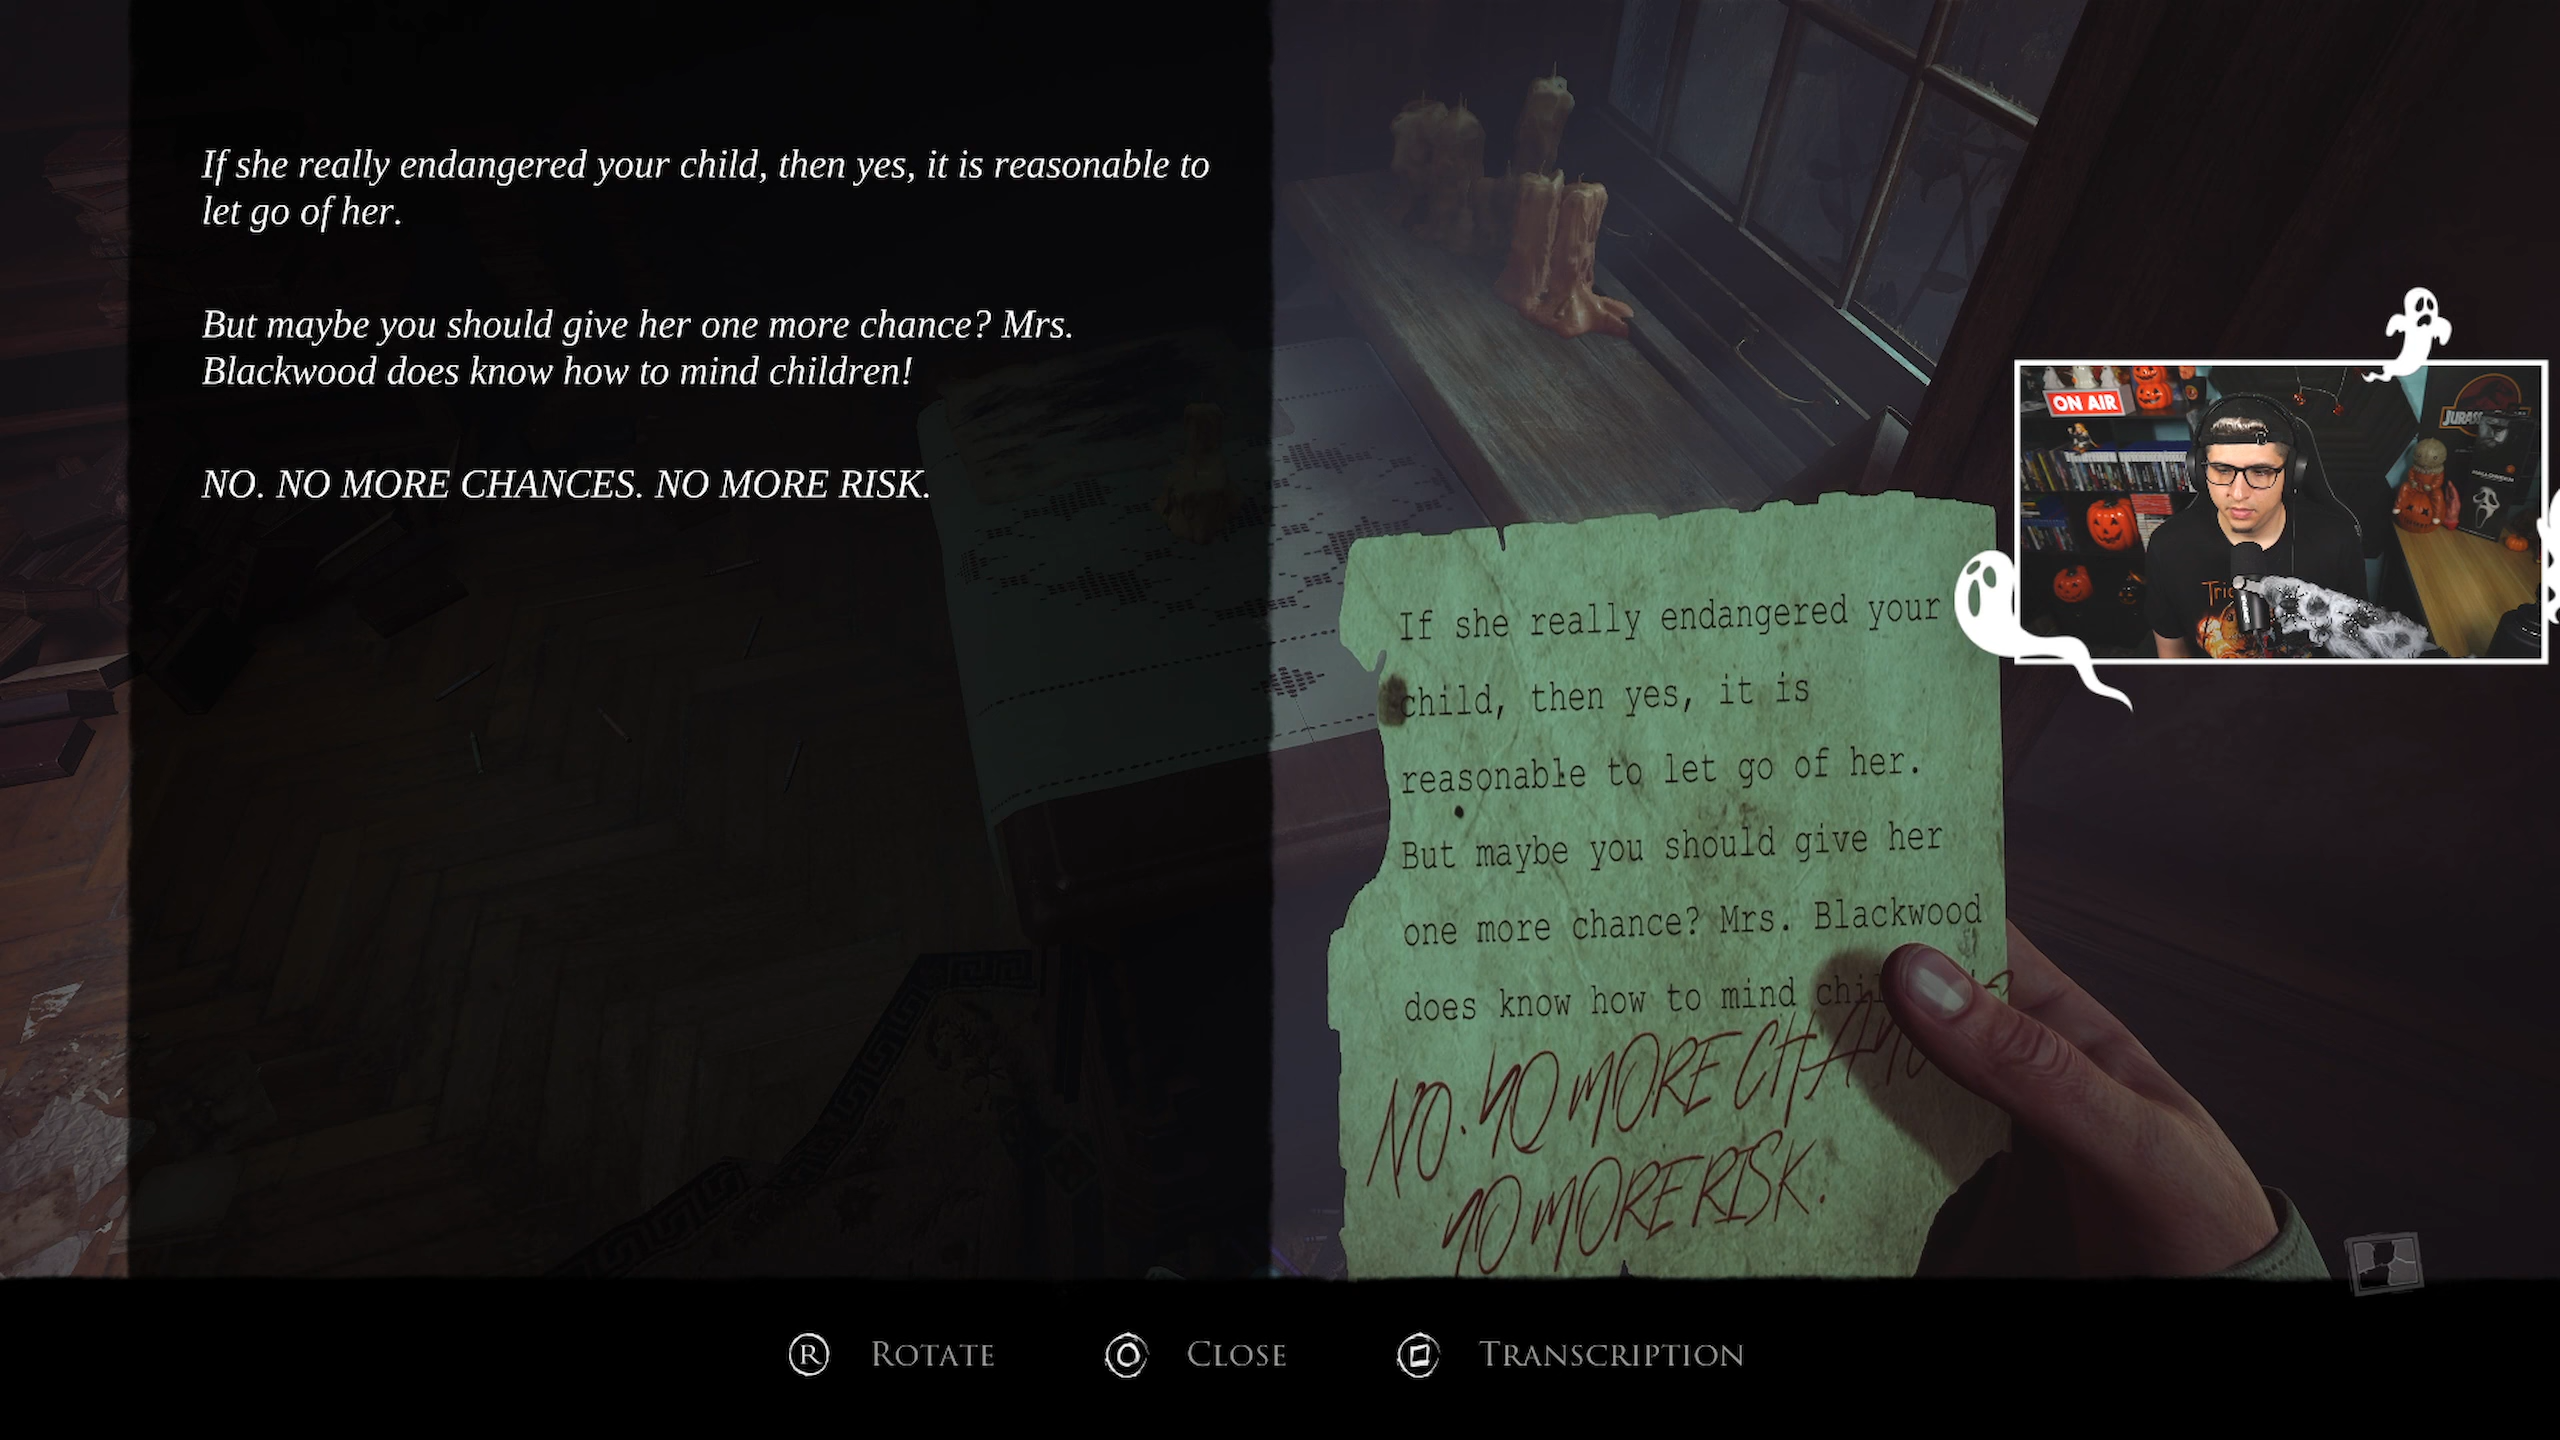 If she really endangered your child, then yes, it is reasonable to
let go of her.
But maybe you should give her one more chance? Mrs.
Blackwood does know how to mind children!
NO. NO MORE CHANCES. NO MORE RISK.
ON AIR
If she really endangered your
child, then yes, it is
reasonable to let go of her.
But maybe you should give her
one more chance? Mrs. Blackwood
does know how to mind
NO. NO MORE
NO MORE RISK.
R ROTATE
CLOSE
TRANSCRIPTION